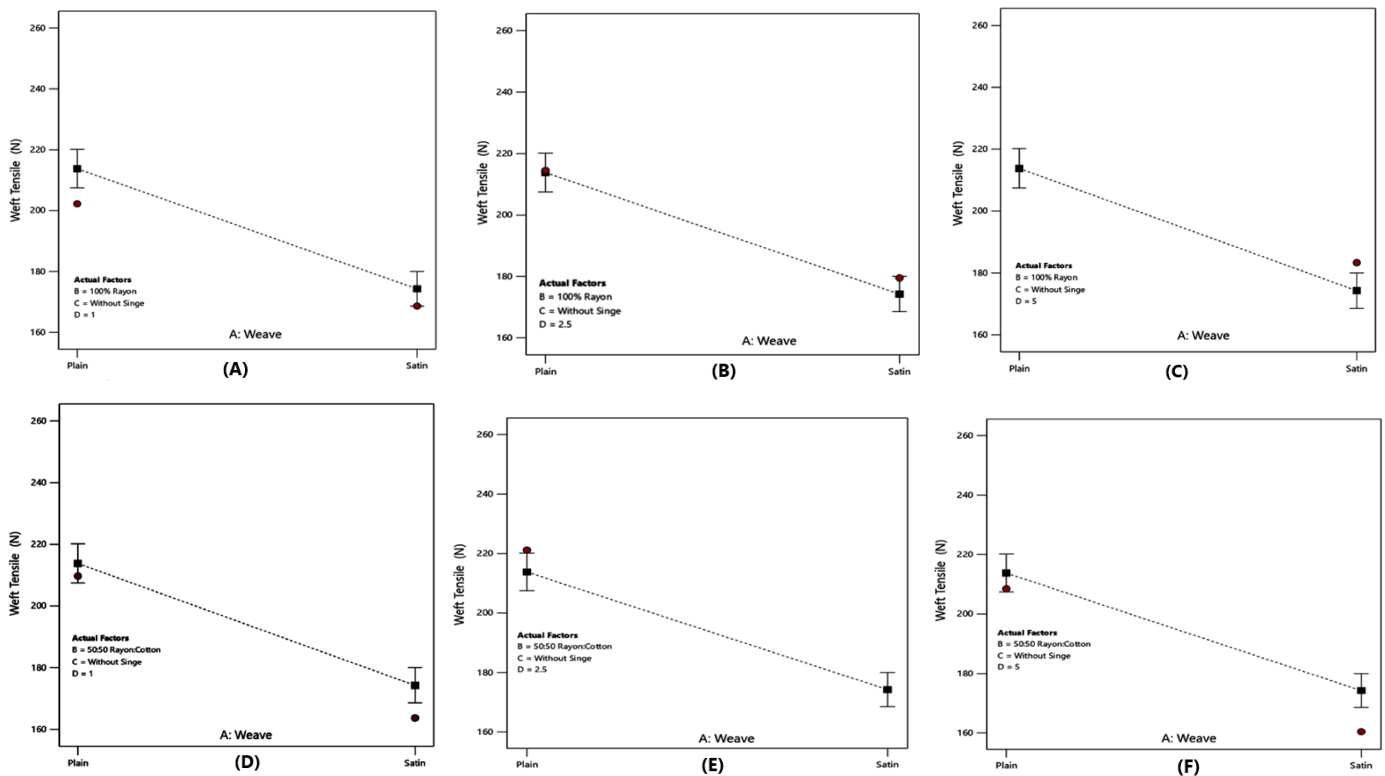 260
240
220
200
180
160
Weft Tensile (N)
Actual Factors
B = 100% Rayon
C = Without Singe
D = 1
A: Weave
Plain
Satin
(A)
260
240
220
200
180
160
Weft Tensile (N)
Actual Factors
B = 100% Rayon
C = Without Singe
D = 2.5
A: Weave
Plain
Satin
(B)
260
240
220
200
180
160
Weft Tensile (N)
Actual Factors
B = 100% Rayon
C = Without Singe
D = 5
A: Weave
Plain
Satin
(C)
260
240
220
200
180
160
Weft Tensile (N)
Actual Factors
B = 50:50 Rayon:Cotton
C = Without Singe
D = 1
A: Weave
Plain
Satin
(D)
260
240
220
200
180
160
Weft Tensile (N)
Actual Factors
B = 50:50 Rayon:Cotton
C = Without Singe
D = 2.5
A: Weave
Plain
Satin
(E)
260
240
220
200
180
160
Weft Tensile (N)
Actual Factors
B = 50:50 Rayon:Cotton
C = Without Singe
D = 5
A: Weave
Plain
Satin
(F)